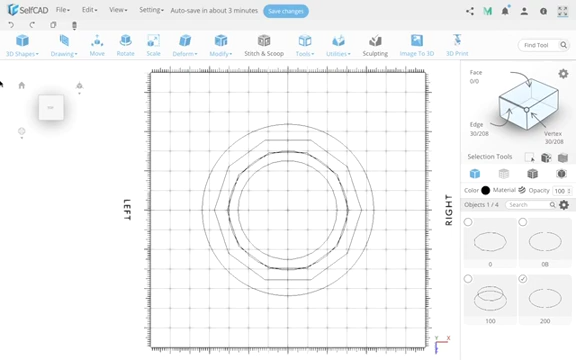 SELFCAD File Edit View Setting Auto-save in about 3 minutes Save changes
3D Shapes Drawing Move Rotate Scale Deform Modify Stitch & Scoop Tools Utilities Sculpting Image To 3D 3D Print Find Tool
Face
0/0
Edge
30/208
Vertex
30/208
Selection Tools
Color Material Opacity 100
Objects 1 / 4 Search
LEFT
RIGHT
0
0B
100
200
X